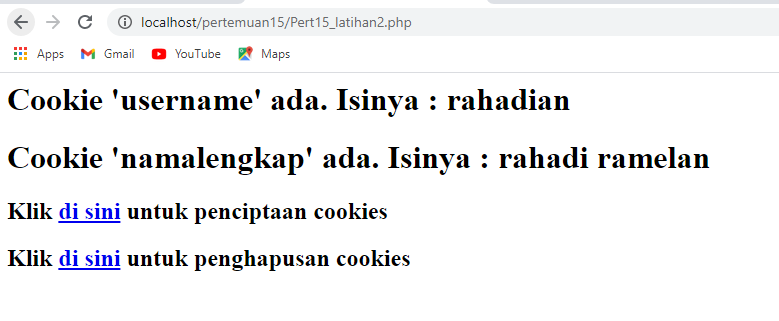 localhost/pertemuan15/Pert15_latihan2.php
Apps Gmail YouTube Maps
Cookie 'username' ada. Isinya : rahadian
Cookie 'namalengkap' ada. Isinya : rahadi ramelan
Klik di sini untuk penciptaan cookies
Klik di sini untuk penghapusan cookies